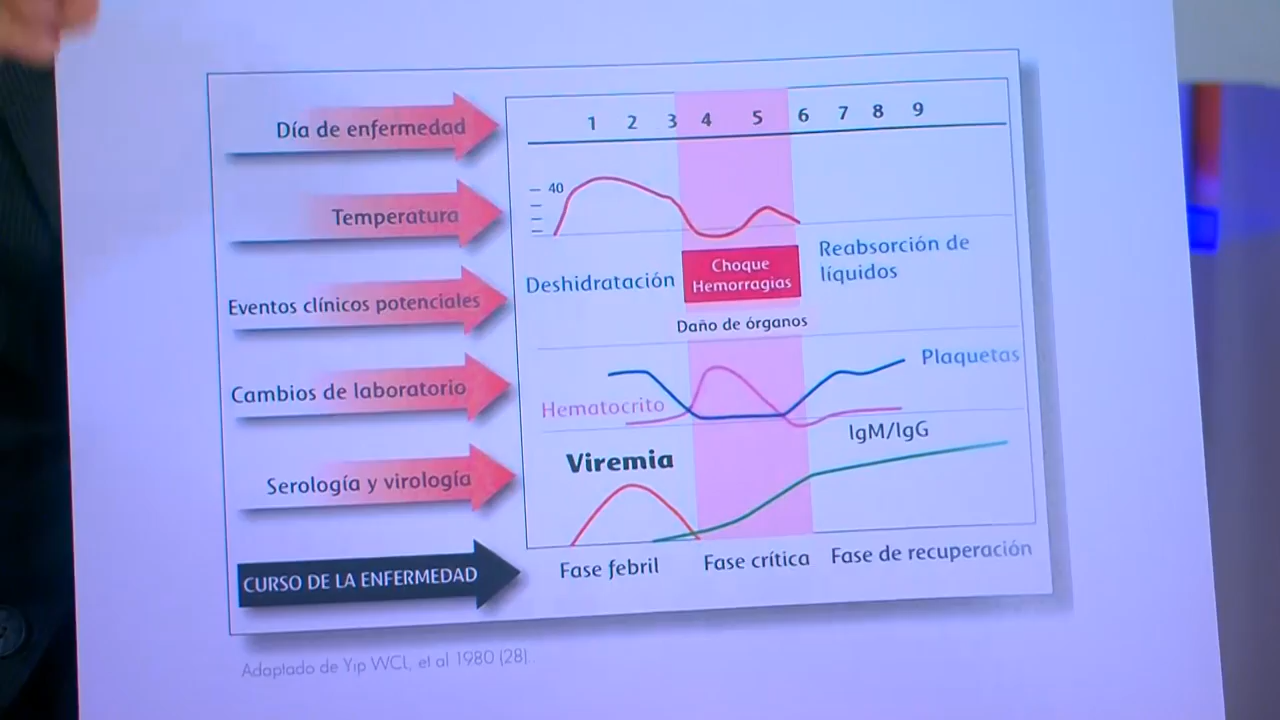 Día de enfermedad
1 2 3 4 5 6 7 8 9
Temperatura
40
Eventos clínicos potenciales
Deshidratación
Choque
Hemorragias
Reabsorción de
líquidos
Daño de órganos
Cambios de laboratorio
Hematocrito
Plaquetas
Serología y virología
Viremia
IgM/IgG
CURSO DE LA ENFERMEDAD
Fase febril
Fase crítica
Fase de recuperación
Adaptado de Yip WCL, et al 1980 (28).